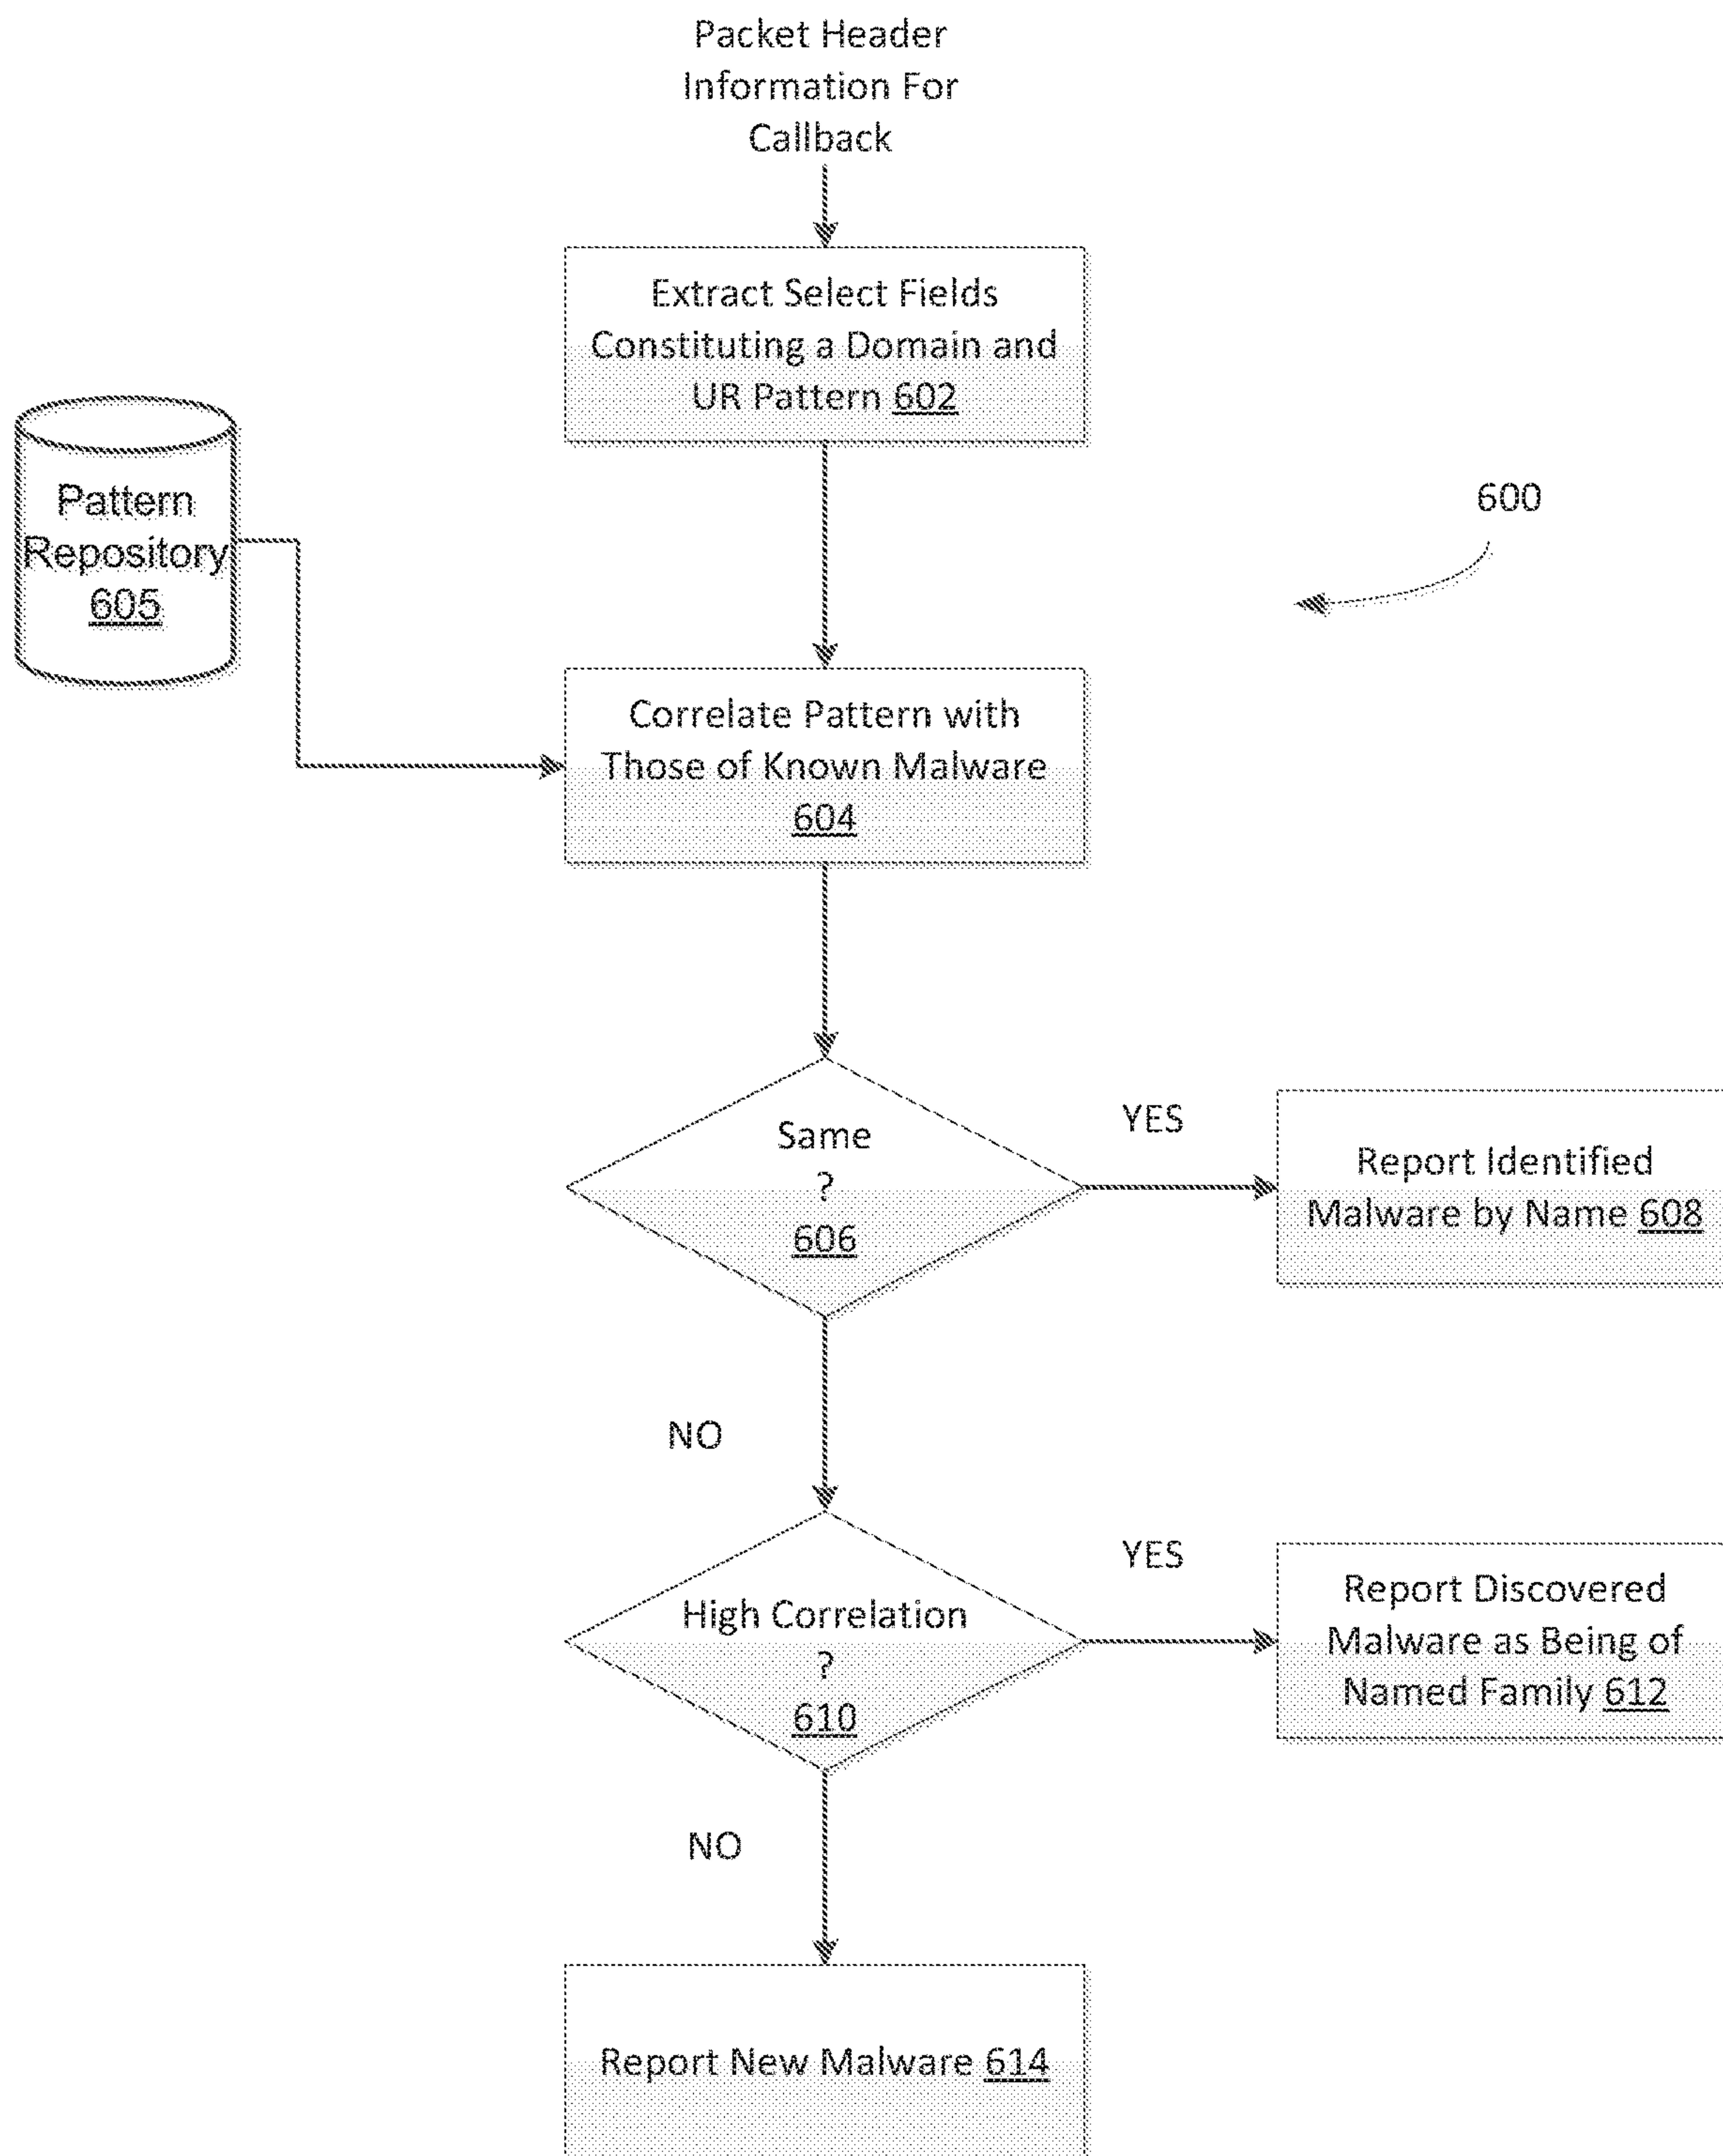 Packet Header
Information For
Callback
Extract Select Fields
Constituting a Domain and
UR Pattern 602
Pattern
Repository
605
600
Correlate Pattern with
Those of Known Malware
604
Same
?
606
YES
Report Identified
Malware by Name 608
NO
High Correlation
?
610
YES
Report Discovered
Malware as Being of
Named Family 612
NO
Report New Malware 614